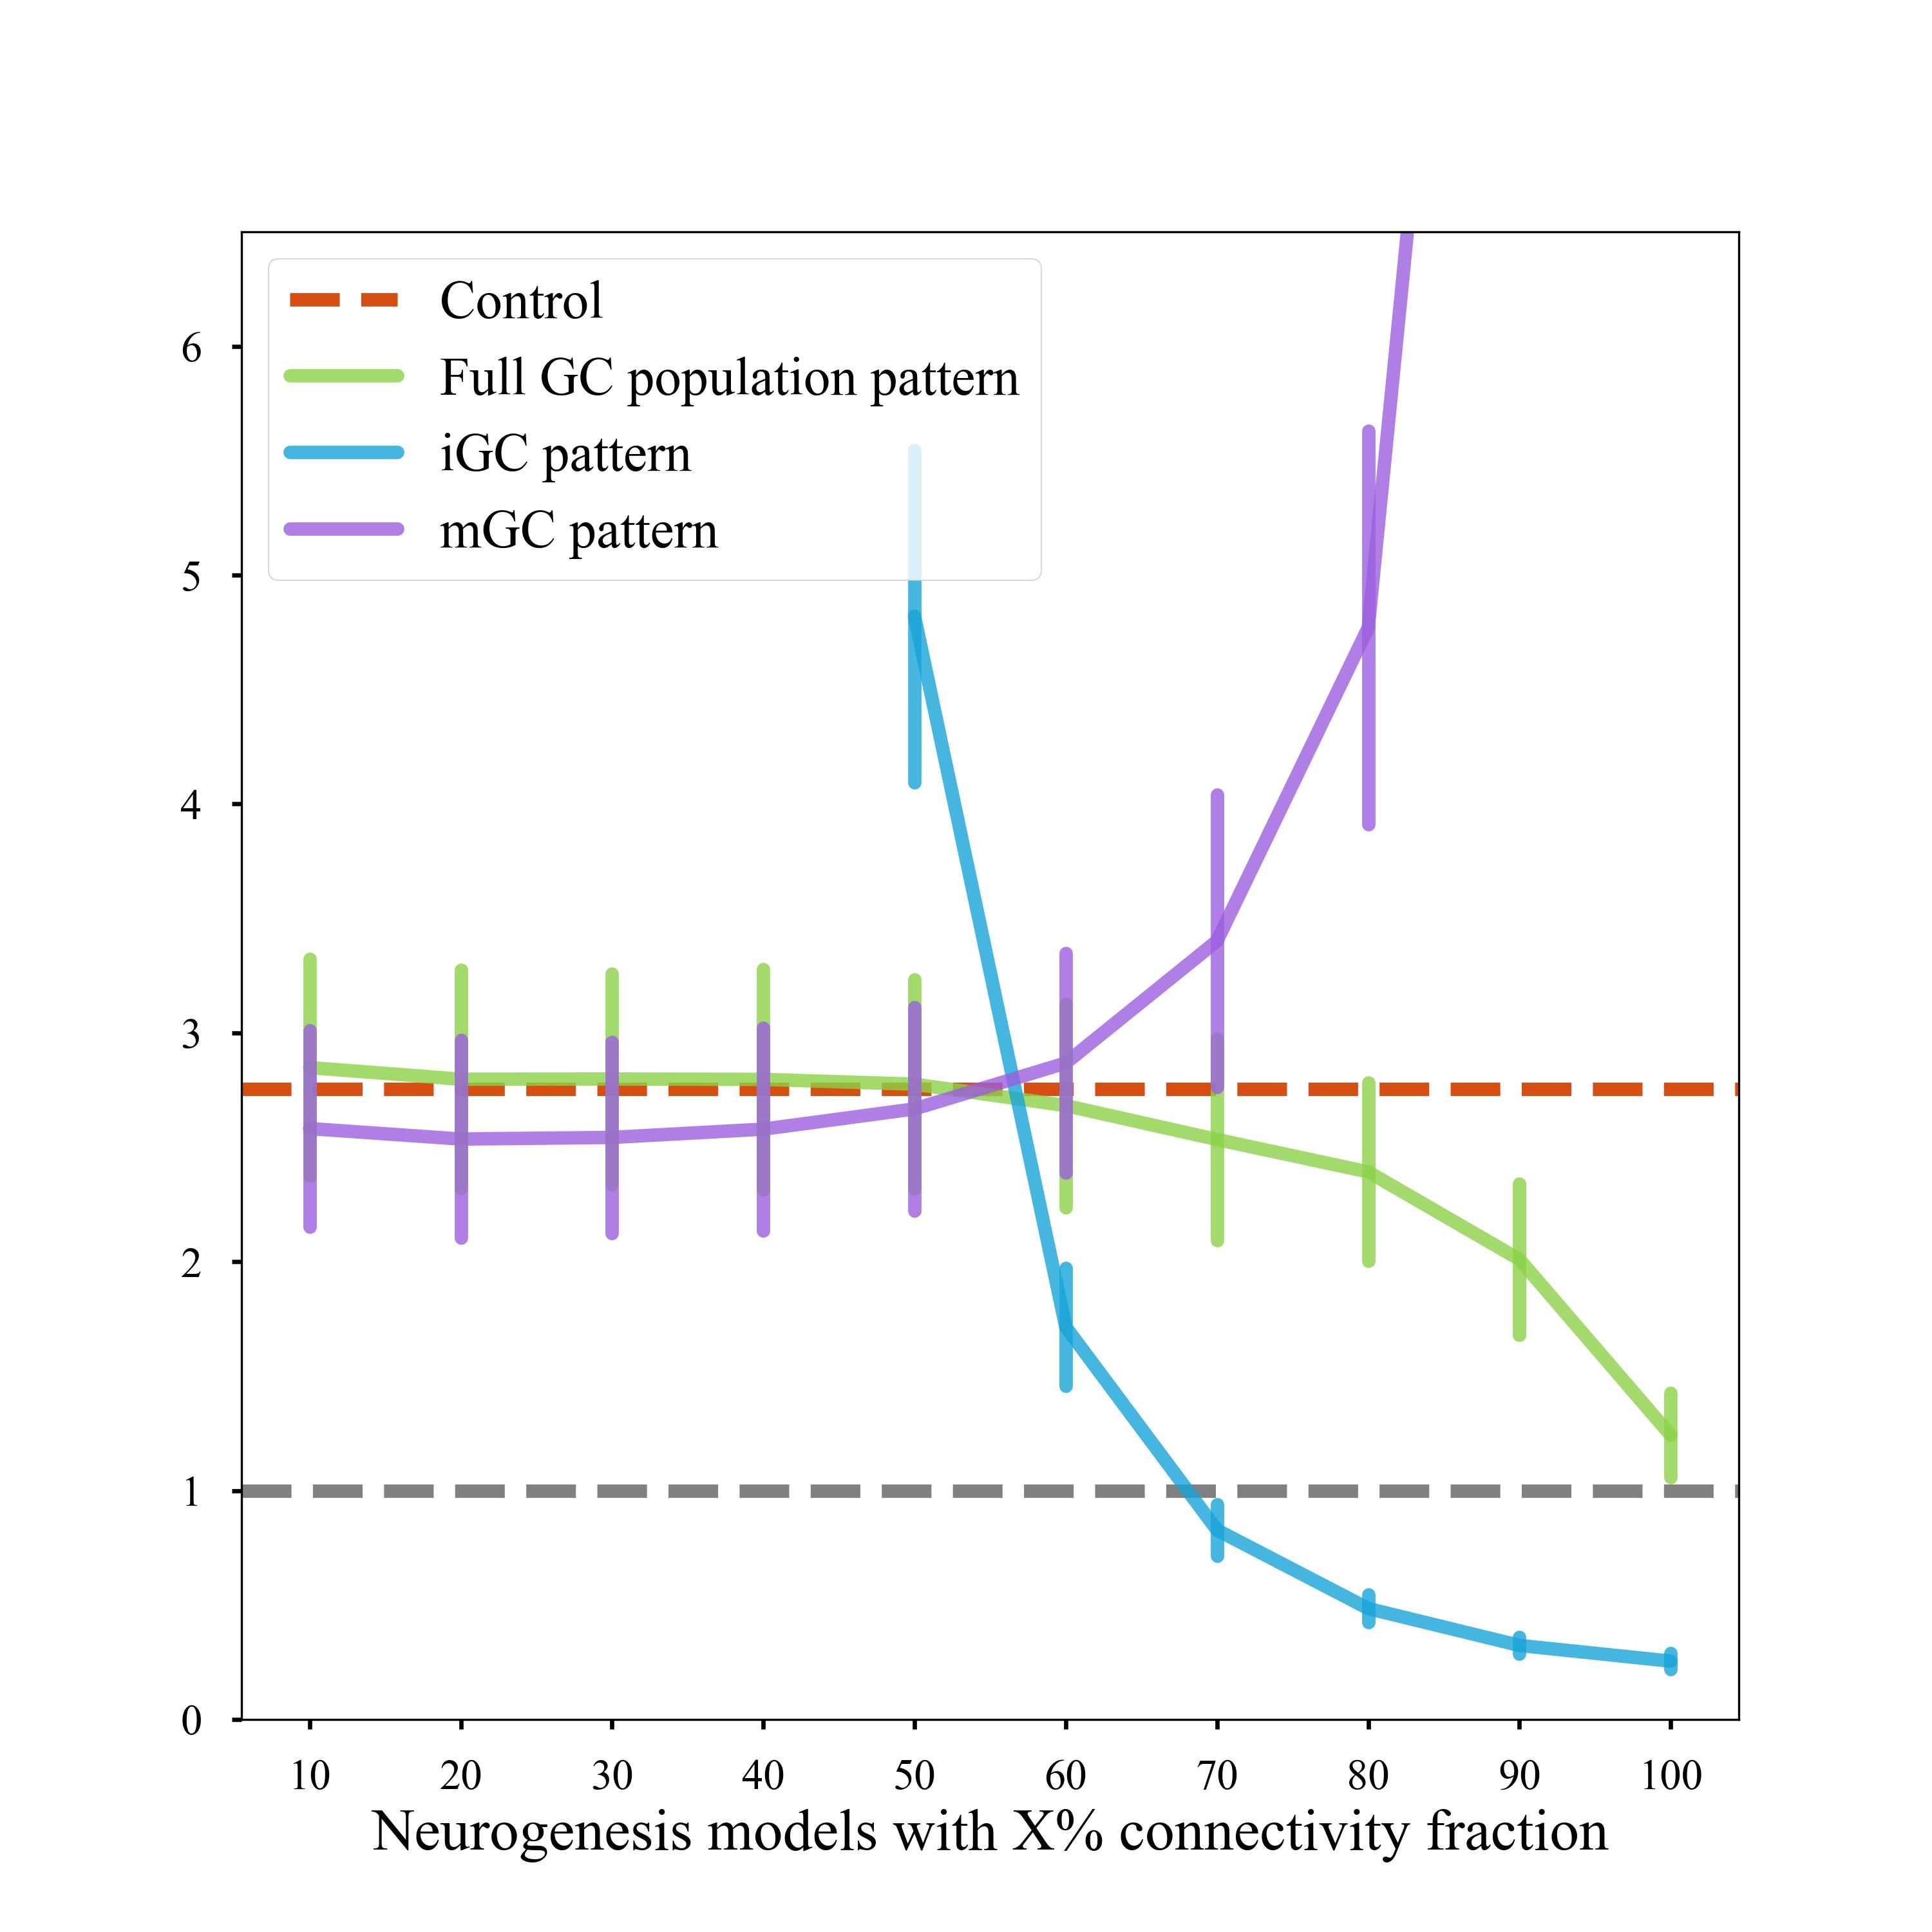 Control
Full GC population pattern
iGC pattern
mGC pattern
6
5
4
3
2
1
0
10 20 30 40 50 60 70 80 90 100
Neurogenesis models with X% connectivity fraction